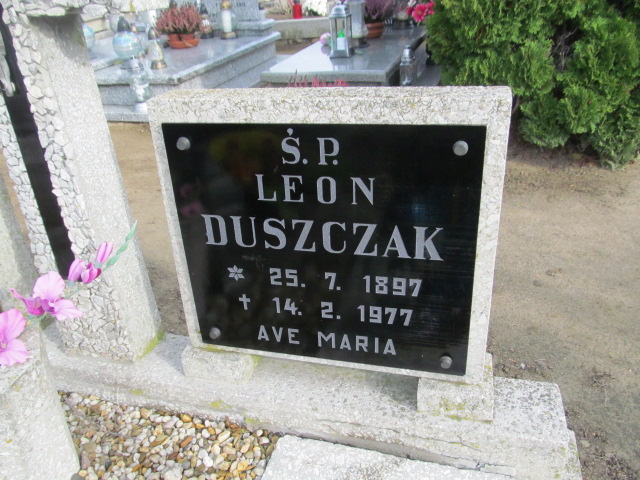 Ś.P.
LEON
DUSZCZAK
* 25. 7. 1897
† 14. 2. 1977
AVE MARIA